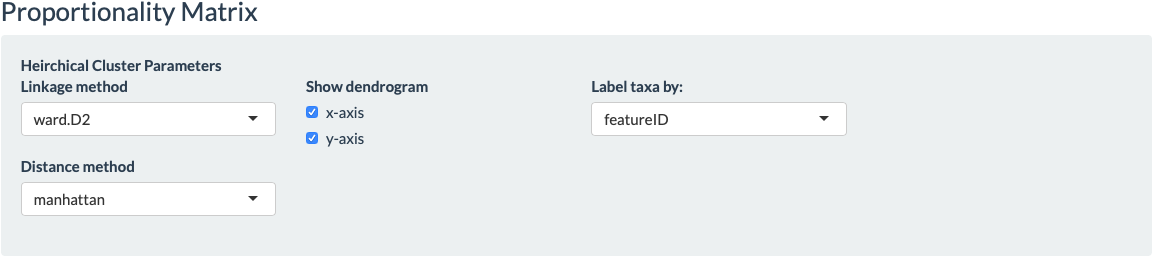 Proportionality Matrix
Heirchical Cluster Parameters
Linkage method
ward.D2
Distance method
manhattan
Show dendrogram
x-axis
y-axis
Label taxa by:
featureID